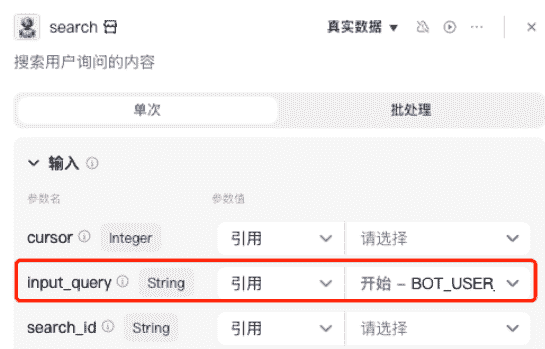 search 真实数据
搜索用户询问的内容
单次 批处理
输入
参数名 参数值
cursor Integer 引用 请选择
input_query String 引用 开始 - BOT_USER_
search_id String 引用 请选择